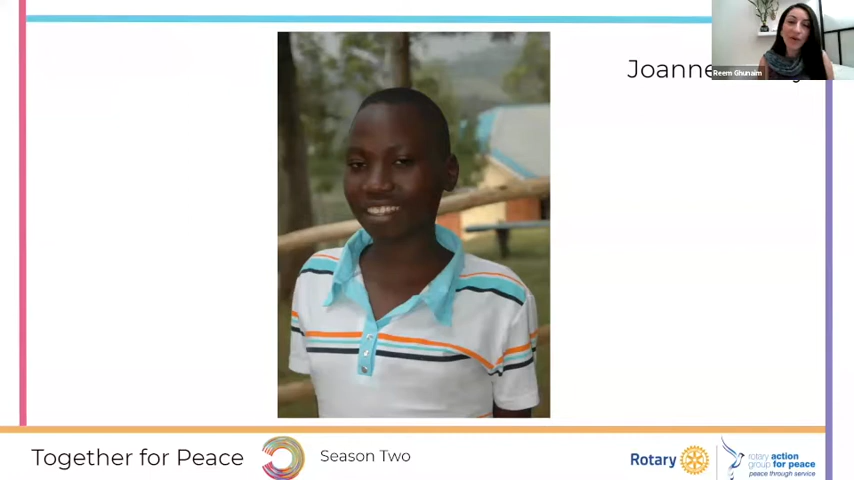 Joanne
Reem Ghunaim
Together for Peace
Season Two
Rotary
rotary action
group for peace
peace through service